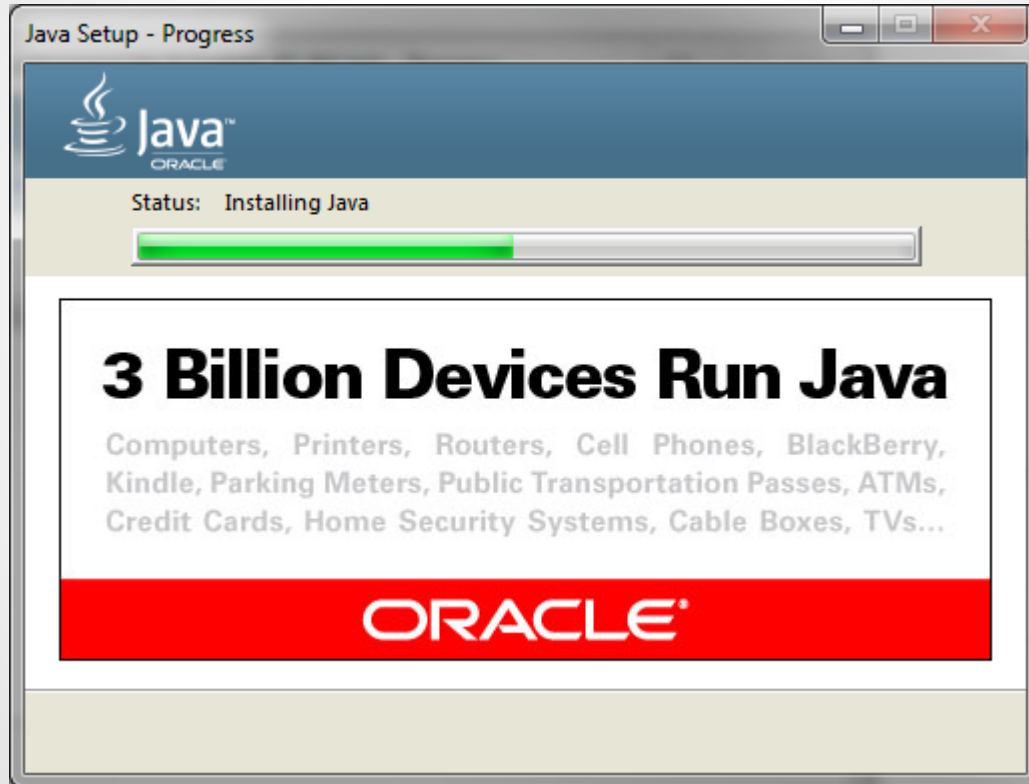 Java Setup - Progress
Java™
ORACLE
Status: Installing Java
3 Billion Devices Run Java
Computers, Printers, Routers, Cell Phones, BlackBerry,
Kindle, Parking Meters, Public Transportation Passes, ATMs,
Credit Cards, Home Security Systems, Cable Boxes, TVs...
ORACLE®